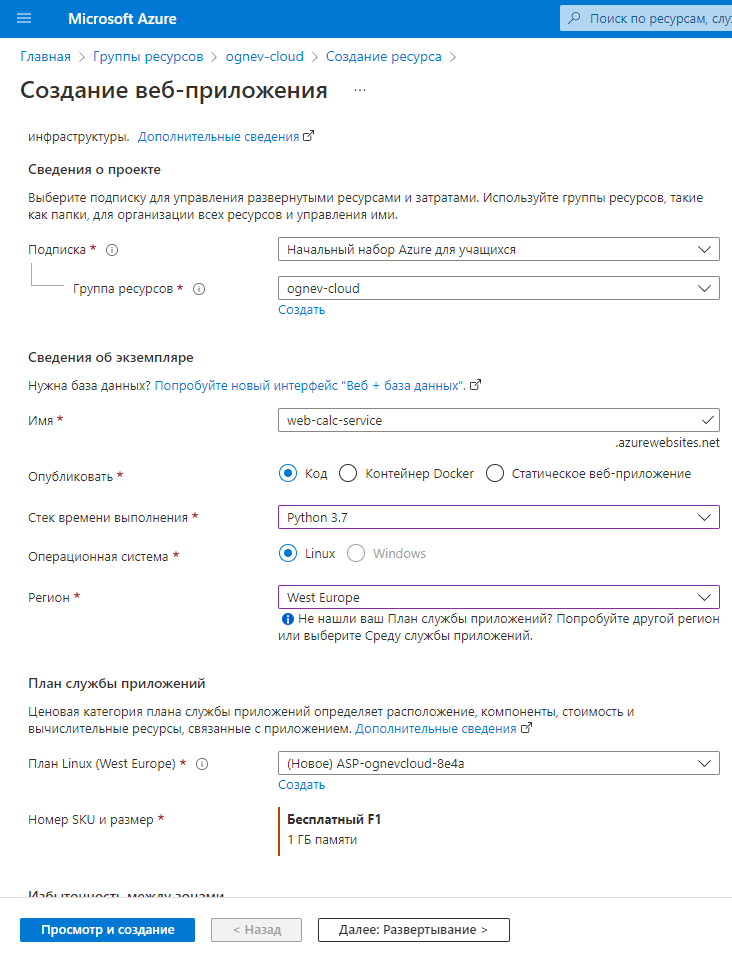 Microsoft Azure
Поиск по ресурсам, слу
Главная > Группы ресурсов > ognev-cloud > Создание ресурса >
Создание веб-приложения ...
инфраструктуры. Дополнительные сведения
Сведения о проекте
Выберите подписку для управления развернутыми ресурсами и затратами. Используйте группы ресурсов, такие
как папки, для организации всех ресурсов и управления ими.
Подписка *
Начальный набор Azure для учащихся
Группа ресурсов *
ognev-cloud
Создать
Сведения об экземпляре
Нужна база данных? Попробуйте новый интерфейс "Веб + база данных".
Имя *
web-calc-service
.azurewebsites.net
Опубликовать *
Код Контейнер Docker Статическое веб-приложение
Стек времени выполнения *
Python 3.7
Операционная система *
Linux Windows
Регион *
West Europe
Не нашли ваш План службы приложений? Попробуйте другой регион
или выберите Среду службы приложений.
План службы приложений
Ценовая категория плана службы приложений определяет расположение, компоненты, стоимость и
вычислительные ресурсы, связанные с приложением. Дополнительные сведения
План Linux (West Europe) *
(Новое) ASP-ognevcloud-8e4a
Создать
Номер SKU и размер *
Бесплатный F1
1 ГБ памяти
Избыточность между зонами
Просмотр и создание
< Назад
Далее: Развертывание >